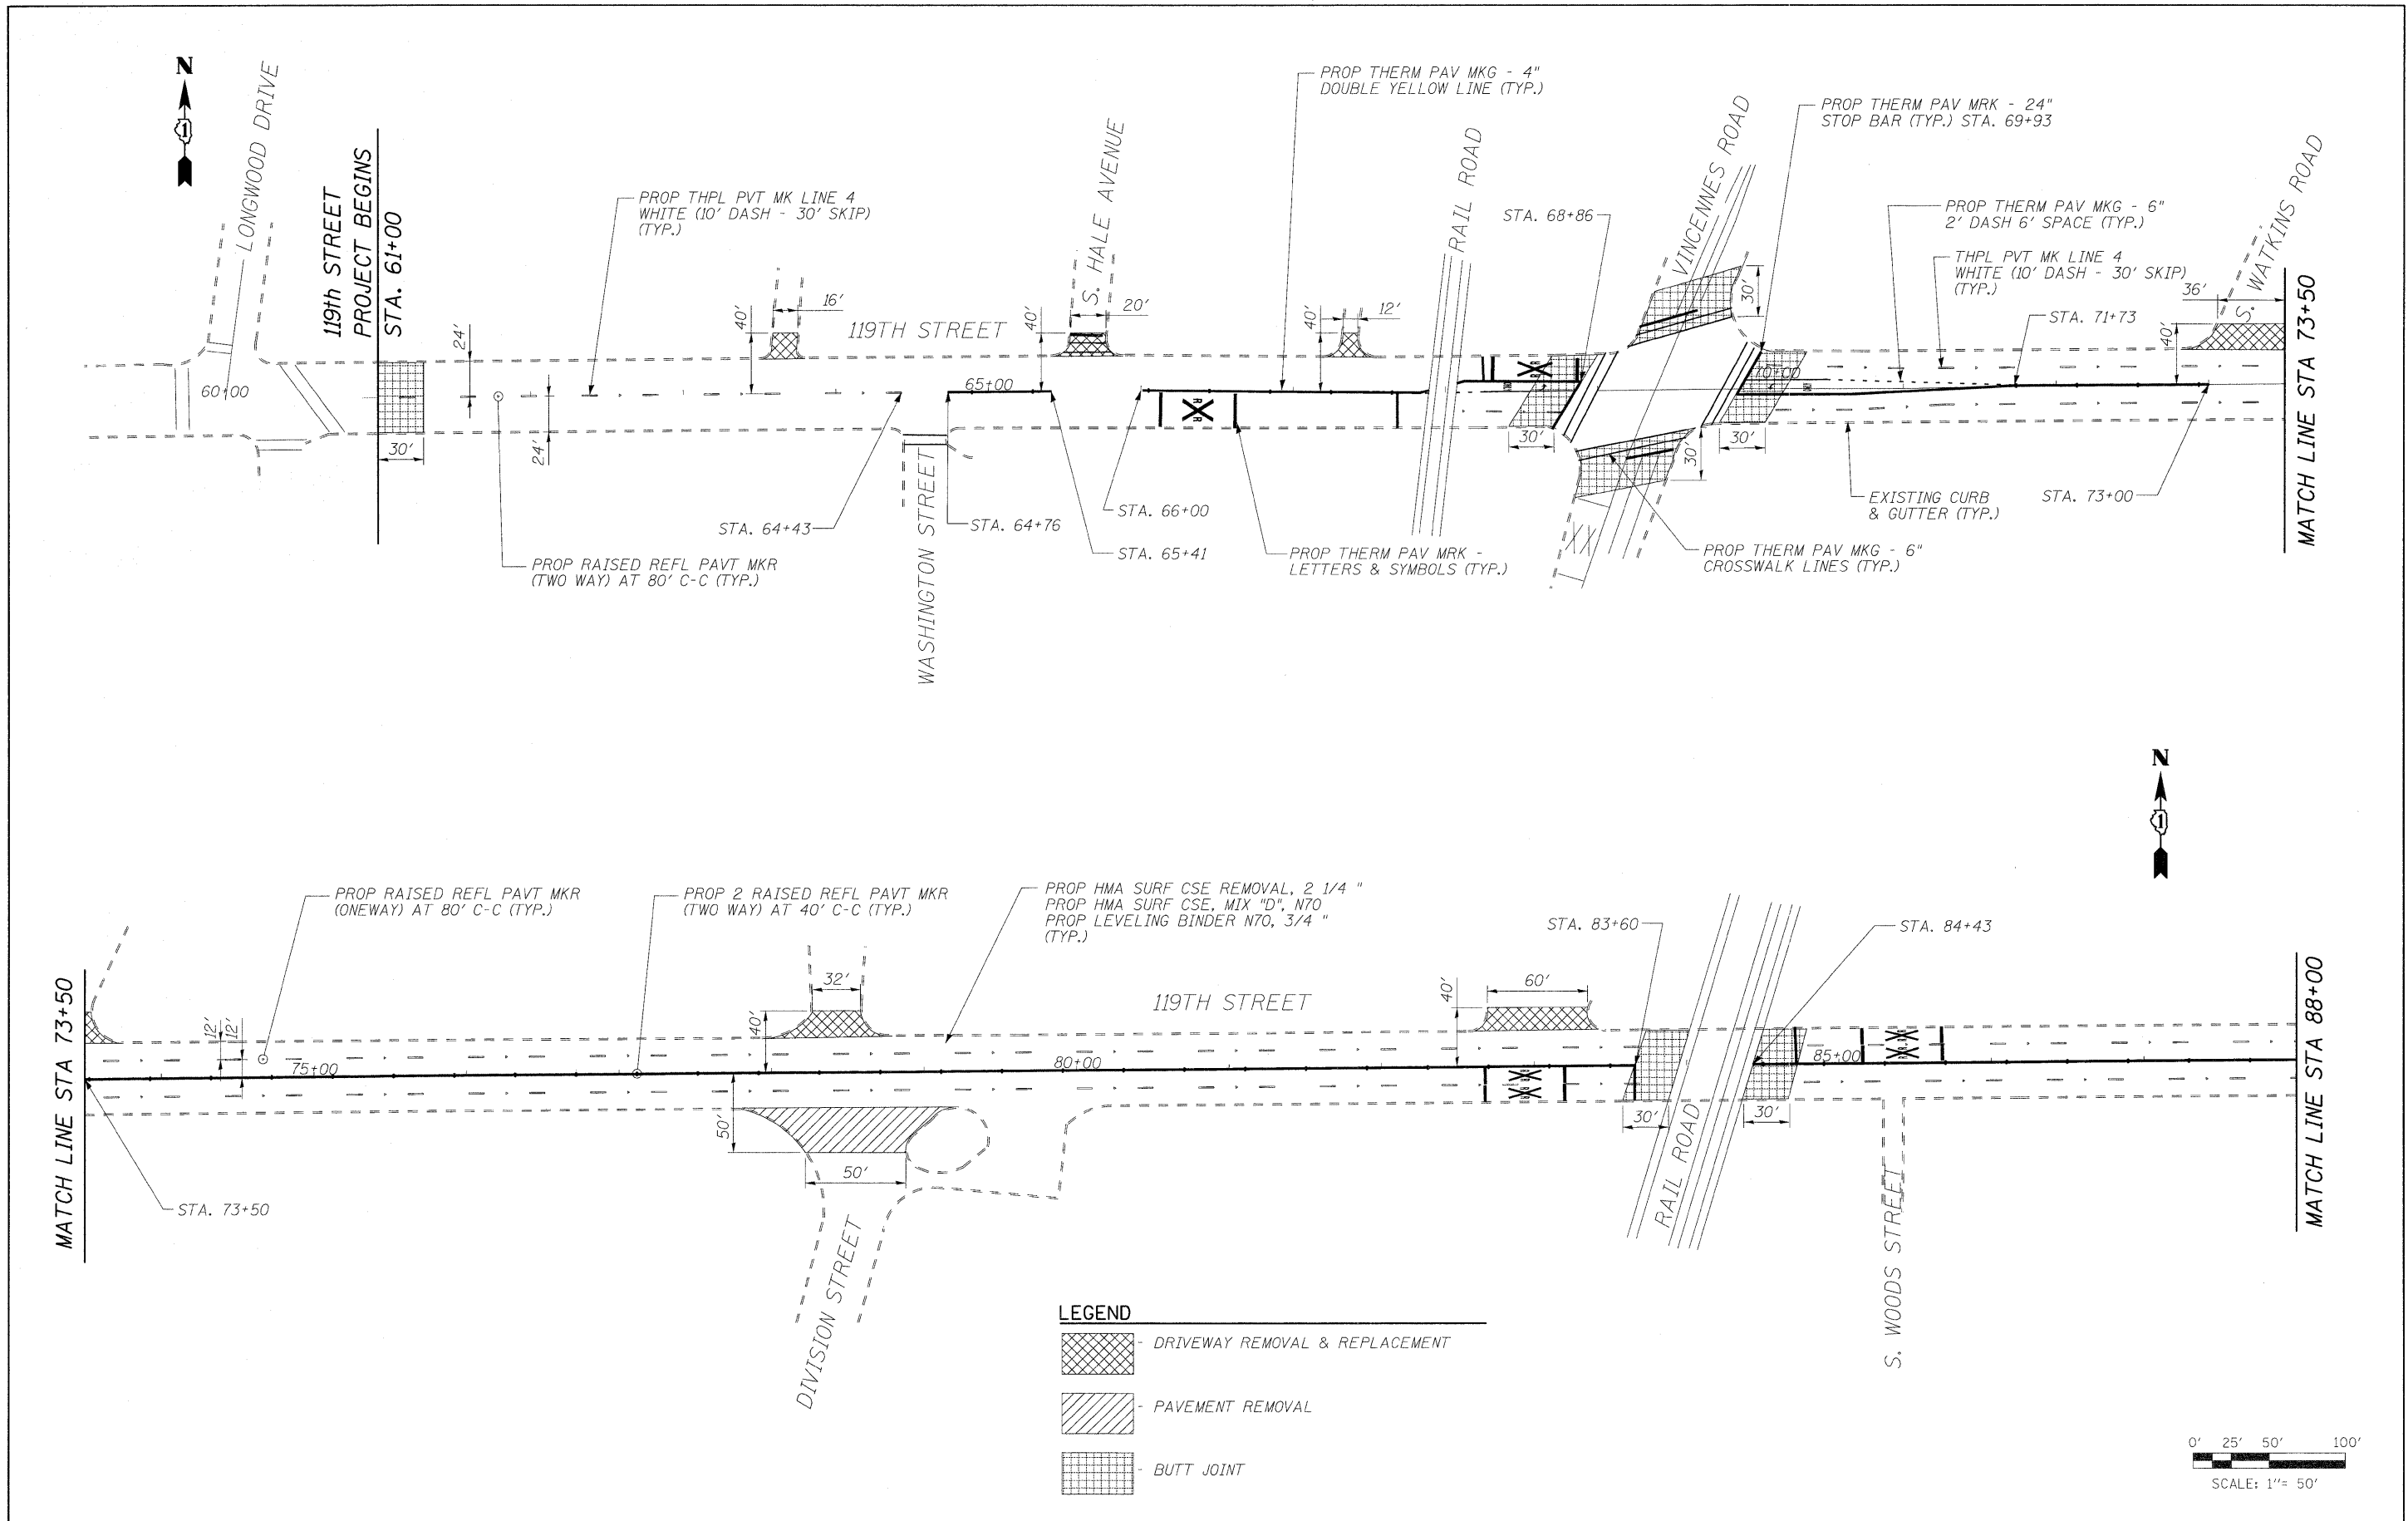 N
1
LONGWOOD DRIVE
119th STREET
PROJECT BEGINS
STA. 61+00
PROP THPL PVT MK LINE 4
WHITE (10' DASH - 30' SKIP)
(TYP.)
PROP THERM PAV MKG - 4"
DOUBLE YELLOW LINE (TYP.)
S. HALE AVENUE
RAIL ROAD
STA. 68+86
VINCENNES ROAD
PROP THERM PAV MRK - 24"
STOP BAR (TYP.) STA. 69+93
PROP THERM PAV MKG - 6"
2' DASH 6' SPACE (TYP.)
THPL PVT MK LINE 4
WHITE (10' DASH - 30' SKIP)
(TYP.)
S. WATKINS ROAD
36'
40'
STA. 71+73
MATCH LINE STA 73+50
24'
24'
30'
60+00
40'
16'
119TH STREET
40'
20'
40'
12'
65+00
R R
30'
30'
30'
30'
70+00
STA. 64+43
WASHINGTON STREET
STA. 64+76
STA. 66+00
STA. 65+41
PROP RAISED REFL PAVT MKR
(TWO WAY) AT 80' C-C (TYP.)
PROP THERM PAV MRK -
LETTERS & SYMBOLS (TYP.)
PROP THERM PAV MKG - 6"
CROSSWALK LINES (TYP.)
EXISTING CURB
& GUTTER (TYP.)
STA. 73+00
N
1
PROP RAISED REFL PAVT MKR
(ONEWAY) AT 80' C-C (TYP.)
PROP 2 RAISED REFL PAVT MKR
(TWO WAY) AT 40' C-C (TYP.)
PROP HMA SURF CSE REMOVAL, 2 1/4 "
PROP HMA SURF CSE, MIX "D", N70
PROP LEVELING BINDER N70, 3/4 "
(TYP.)
STA. 83+60
STA. 84+43
MATCH LINE STA 73+50
12'
12'
75+00
32'
40'
119TH STREET
80+00
40'
60'
85+00
MATCH LINE STA 88+00
50'
50'
30'
30'
STA. 73+50
DIVISION STREET
RAIL ROAD
S. WOODS STREET
LEGEND
- DRIVEWAY REMOVAL & REPLACEMENT
- PAVEMENT REMOVAL
- BUTT JOINT
0' 25' 50' 100'
SCALE: 1"= 50'